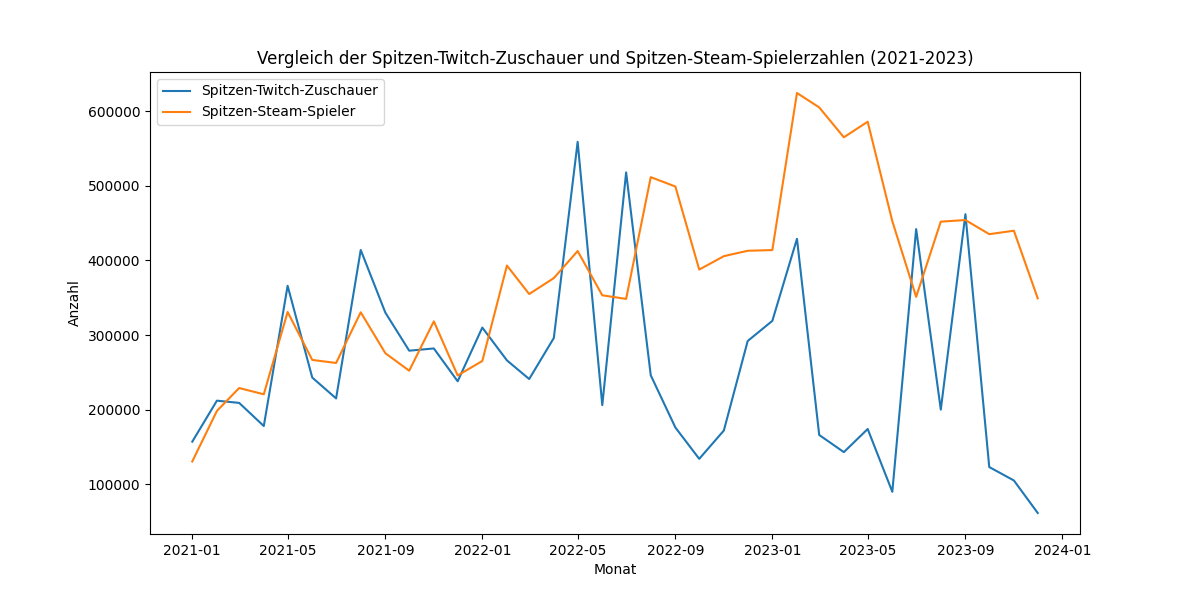 Vergleich der Spitzen-Twitch-Zuschauer und Spitzen-Steam-Spielerzahlen (2021-2023)
Spitzen-Twitch-Zuschauer
Spitzen-Steam-Spieler
600000
500000
400000
300000
200000
100000
Anzahl
2021-01 2021-05 2021-09 2022-01 2022-05 2022-09 2023-01 2023-05 2023-09 2024-01
Monat